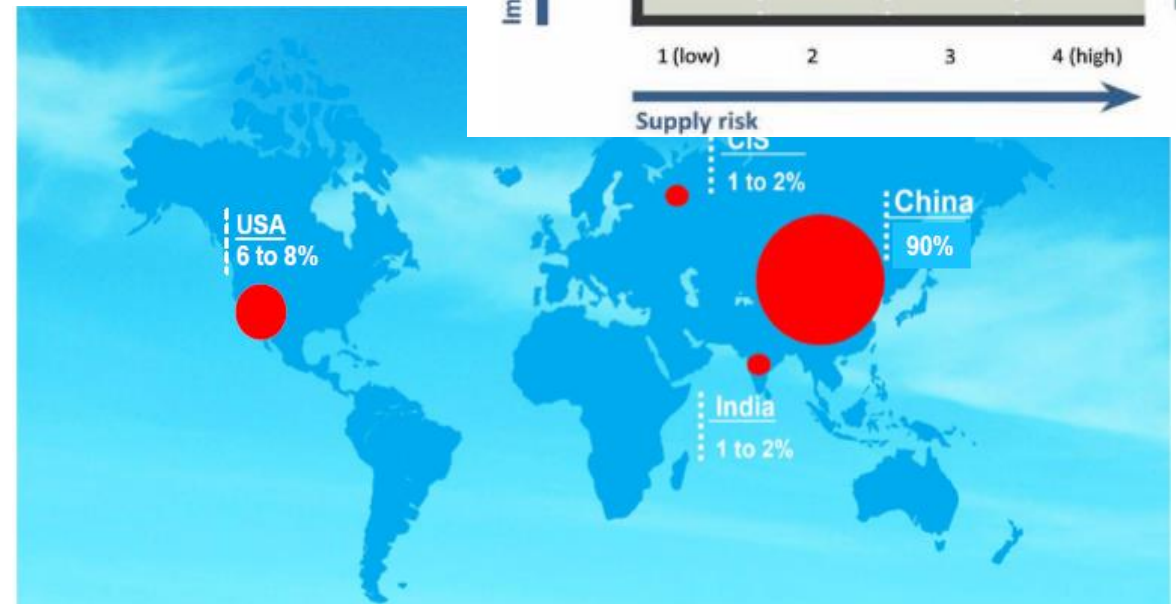 Im
1 (low) 2 3 4 (high)
Supply risk
CIS
1 to 2%
China
90%
USA
6 to 8%
India
1 to 2%